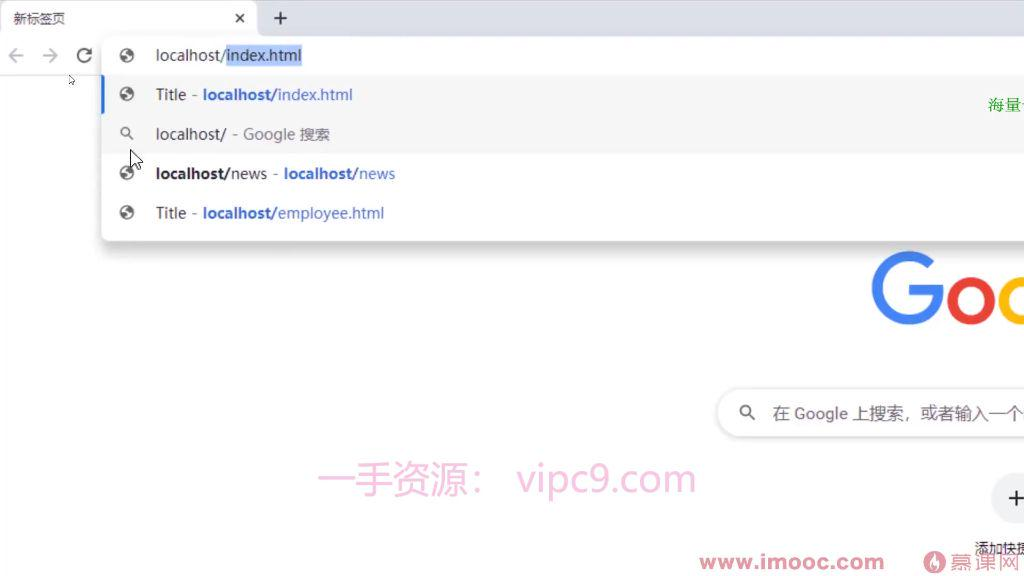 新标签页
localhost/index.html
Title - localhost/index.html
海量
localhost/ - Google 搜索
localhost/news - localhost/news
Title - localhost/employee.html
Goo
在 Google 上搜索，或者输入一个
一手资源： vipc9.com
添加快捷
www.imooc.com 慕课网